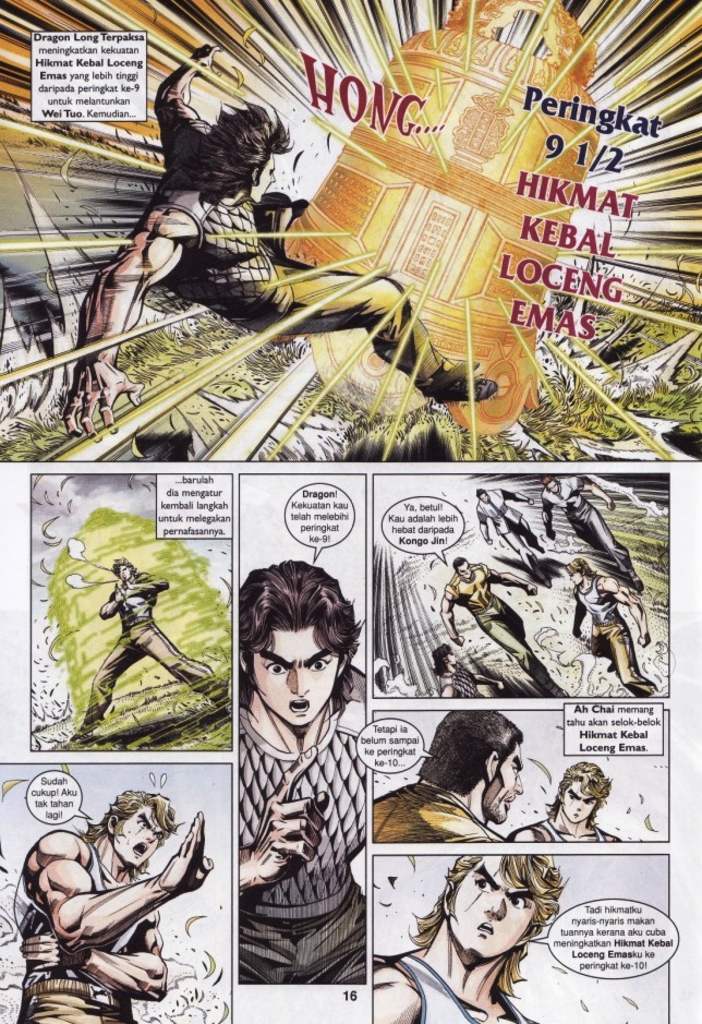 Dragon Long Terpaksa
meningkatkan kekuatan
Hikmat Kebal Loceng
Emas yang lebih tinggi
daripada peringkat ke-9
untuk melantunkan
Wei Tuo. Kemudian...
HONG....
Peringkat
9 1/2
HIKMAT
KEBAL
LOCENG
EMAS
...barulah
dia mengatur
kembali langkah
untuk melegakan
pernafasannya.
Dragon!
Kekuatan kau
telah melebihi
peringkat
ke-9!
Ya, betul!
Kau adalah lebih
hebat daripada
Kongo Jin!
Ah Chai memang
tahu akan selok-belok
Hikmat Kebal
Loceng Emas.
Tetapi ia
belum sampai
ke peringkat
ke-10...
Sudah
cukup! Aku
tak tahan
lagi!
Tadi hikmatku
nyaris-nyaris makan
tuannya kerana aku cuba
meningkatkan Hikmat Kebal
Loceng Emasku ke
peringkat ke-10!
16